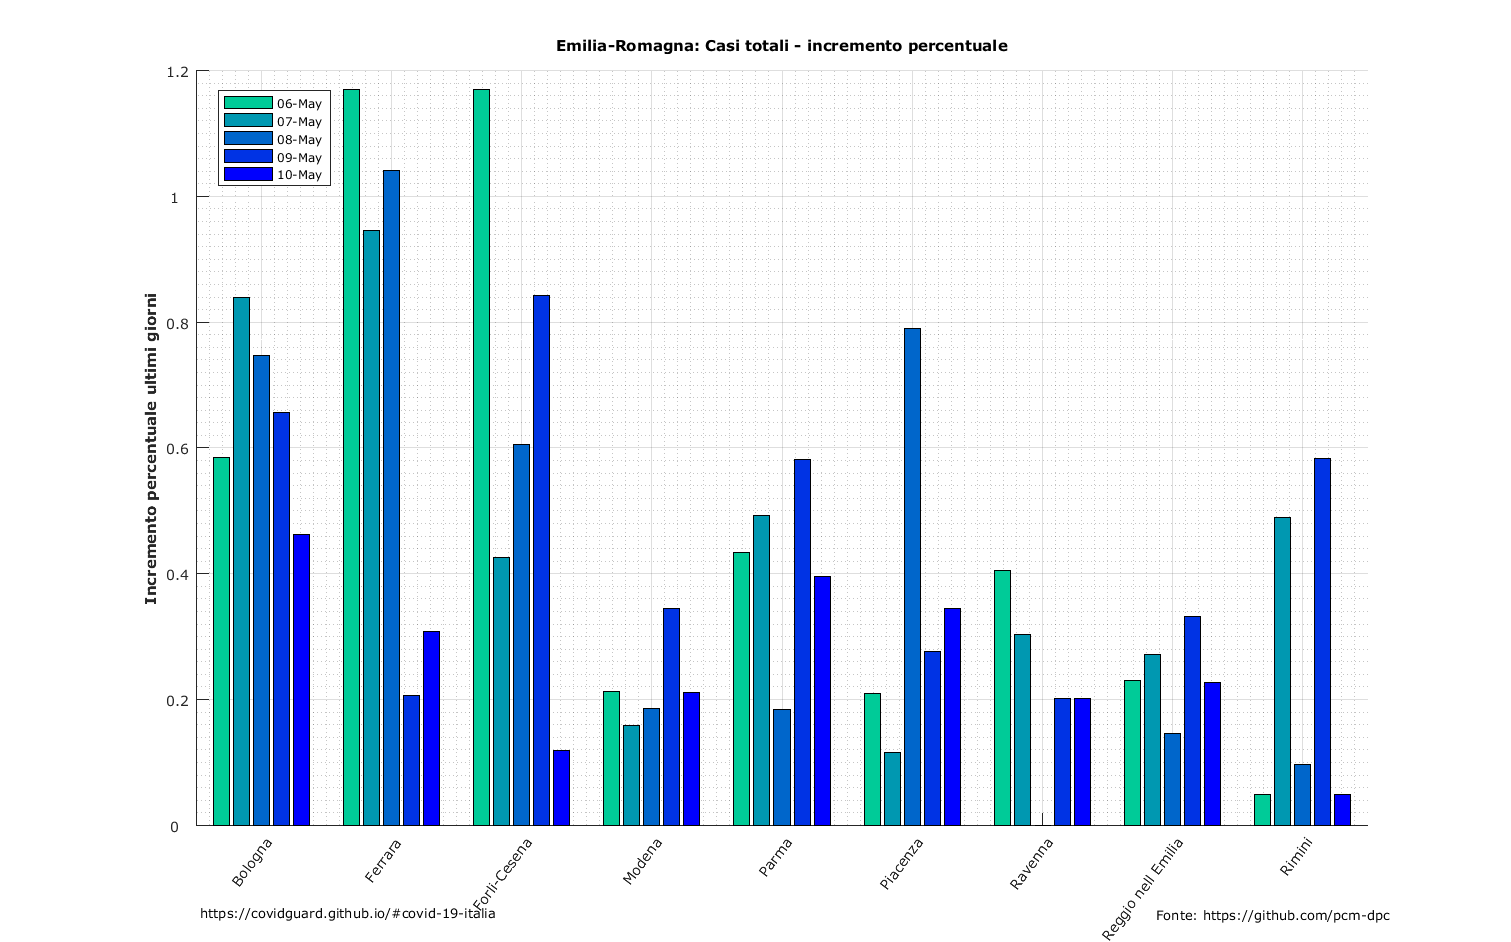 Emilia-Romagna: Casi totali - incremento percentuale
1.2
1
0.8
0.6
0.4
0.2
0
Incremento percentuale ultimi giorni
06-May
07-May
08-May
09-May
10-May
Bologna
Ferrara
Forlì-Cesena
Modena
Parma
Piacenza
Ravenna
Reggio nell Emilia
Rimini
https://covidguard.github.io/#covid-19-italia
Fonte: https://github.com/pcm-dpc